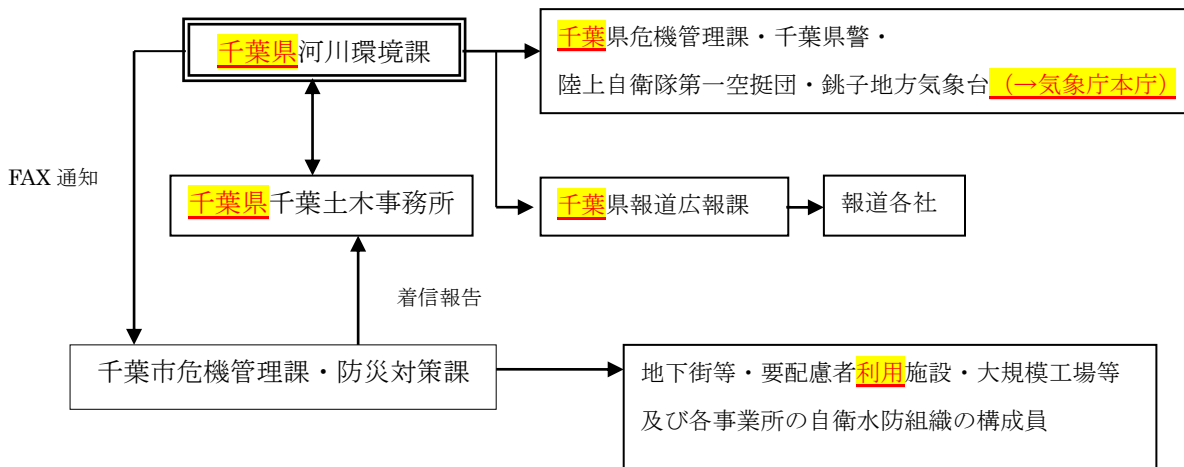 千葉県河川環境課
千葉県危機管理課・千葉県警・
陸上自衛隊第一空挺団・銚子地方気象台（→気象庁本庁）
FAX 通知
千葉県千葉土木事務所
千葉県報道広報課
報道各社
着信報告
千葉市危機管理課・防災対策課
地下街等・要配慮者利用施設・大規模工場等
及び各事業所の自衛水防組織の構成員